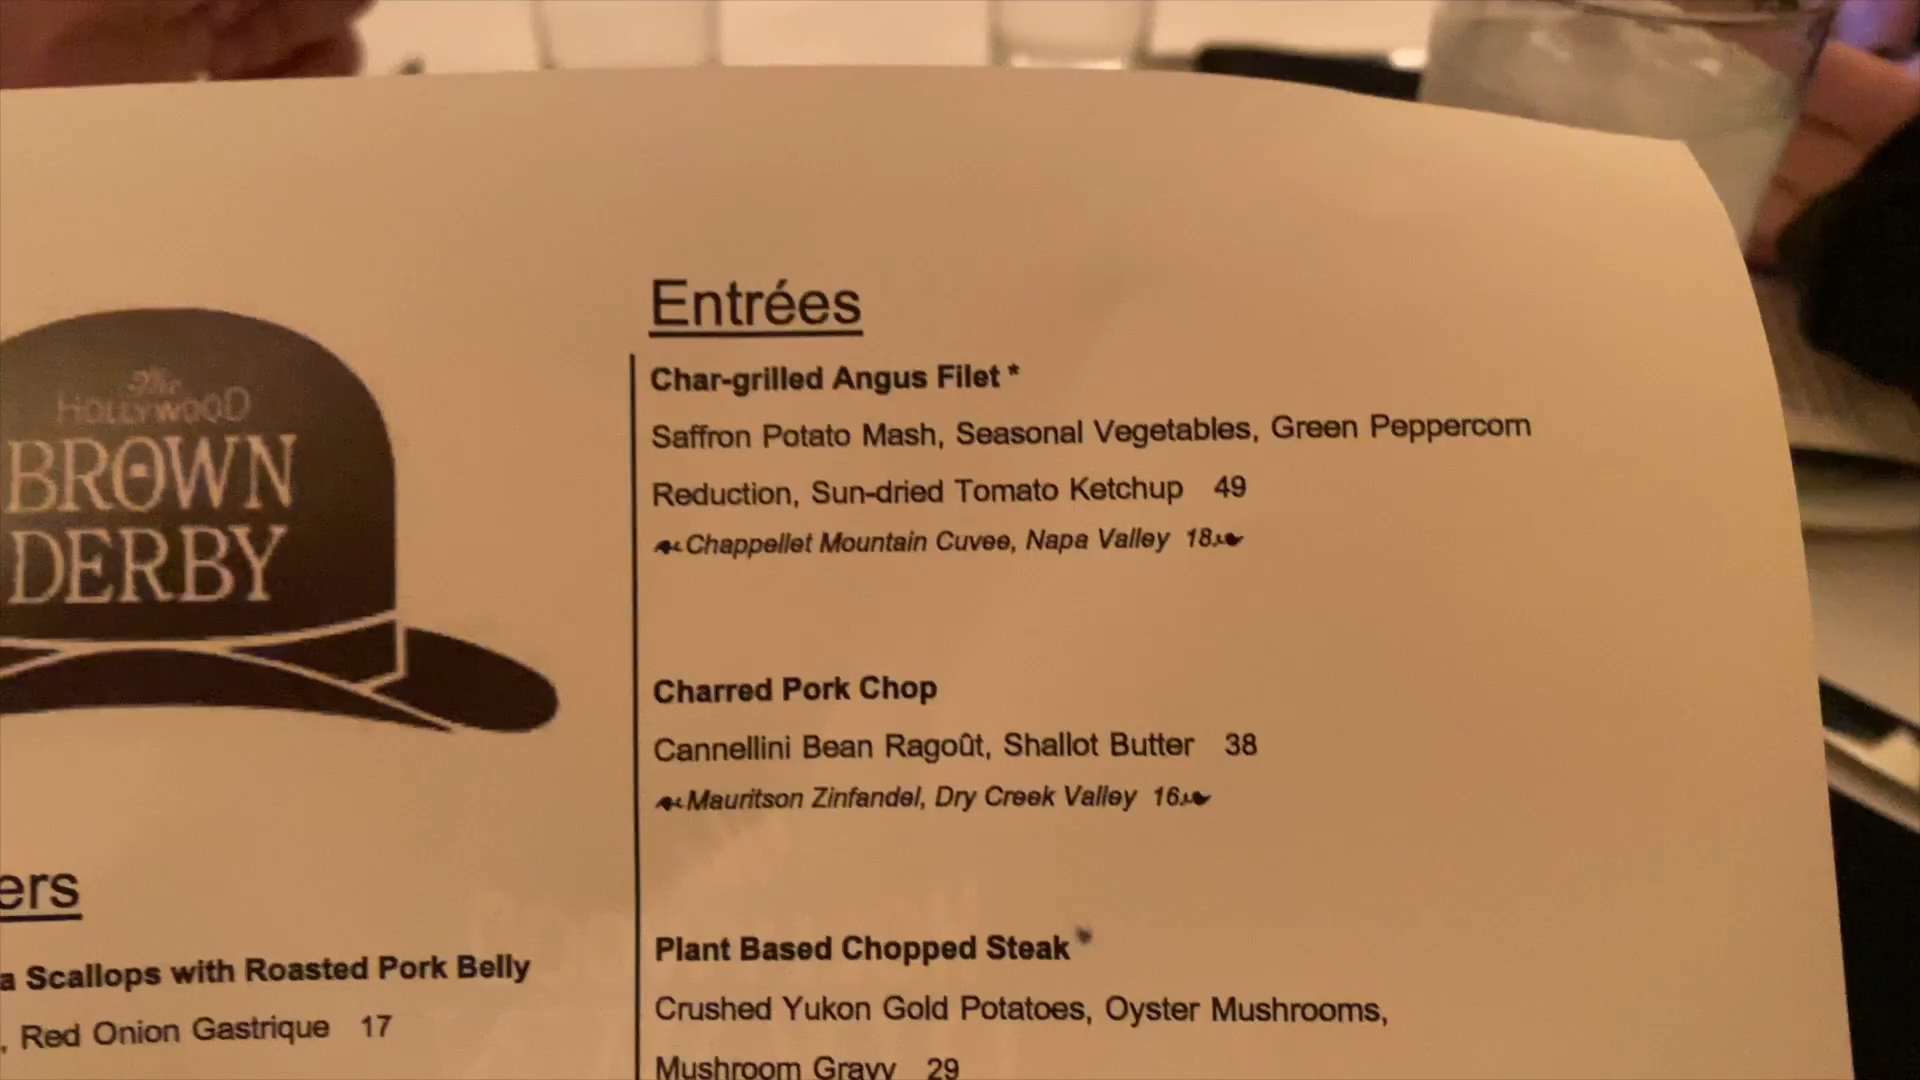 The
HOLLYWOOD
BROWN
DERBY
ers
a Scallops with Roasted Pork Belly
, Red Onion Gastrique 17
Entrées
Char-grilled Angus Filet *
Saffron Potato Mash, Seasonal Vegetables, Green Peppercorn
Reduction, Sun-dried Tomato Ketchup 49
Chappellet Mountain Cuvee, Napa Valley 18
Charred Pork Chop
Cannellini Bean Ragoût, Shallot Butter 38
Mauritson Zinfandel, Dry Creek Valley 16
Plant Based Chopped Steak
Crushed Yukon Gold Potatoes, Oyster Mushrooms,
Mushroom Gravy 29